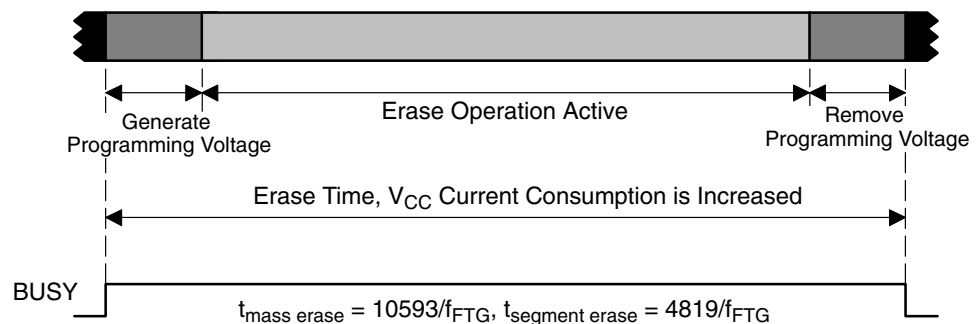 Generate
Programming Voltage
Erase Operation Active
Remove
Programming Voltage
Erase Time, VCC Current Consumption is Increased
BUSY
tmass erase = 10593/fFTG, tsegment erase = 4819/fFTG